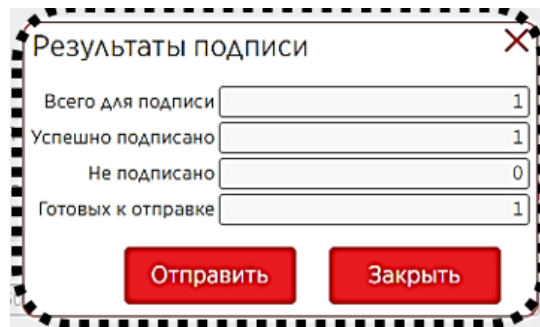 Результаты подписи
Всего для подписи 1
Успешно подписано 1
Не подписано 0
Готовых к отправке 1
Отправить Закрыть